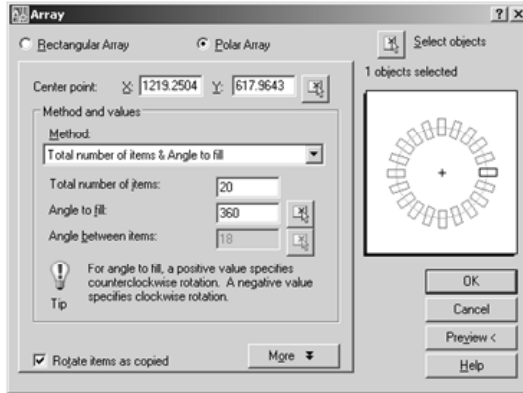 Array
Rectangular Array
Polar Array
Select objects
1 objects selected
Center point: X: 1219.2504 Y: 617.9643
Method and values
Method:
Total number of items & Angle to fill
Total number of items: 20
Angle to fill: 360
Angle between items: 18
Tip
For angle to fill, a positive value specifies
counterclockwise rotation. A negative value
specifies clockwise rotation.
Rotate items as copied
More
OK
Cancel
Preview <
Help